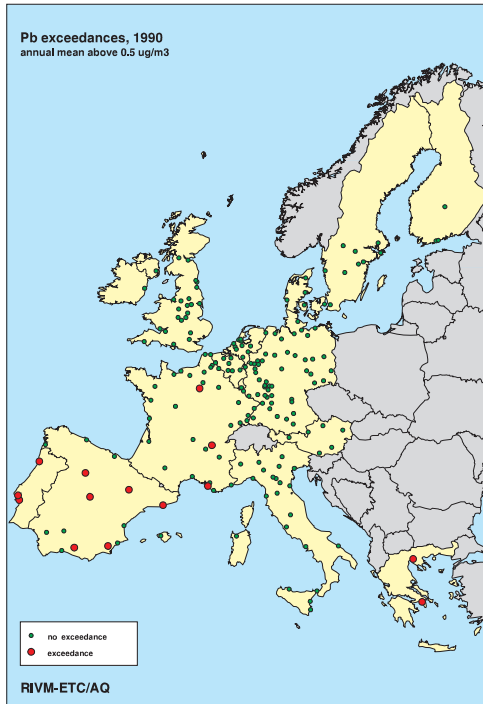 Pb exceedances, 1990
annual mean above 0.5 ug/m3
no exceedance
exceedance
RIVM-ETC/AQ